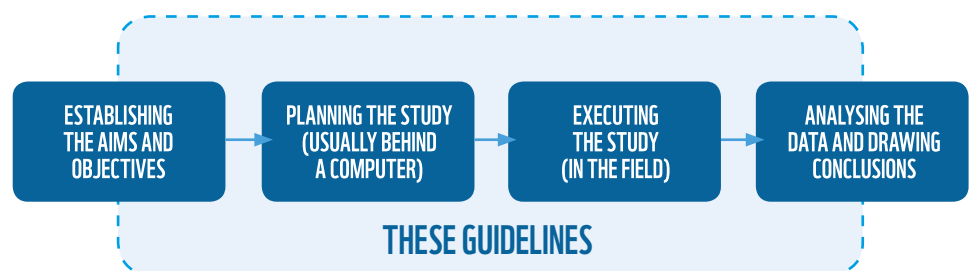 ESTABLISHING
THE AIMS AND
OBJECTIVES
PLANNING THE STUDY
(USUALLY BEHIND
A COMPUTER)
EXECUTING
THE STUDY
(IN THE FIELD)
ANALYSING THE
DATA AND DRAWING
CONCLUSIONS
THESE GUIDELINES